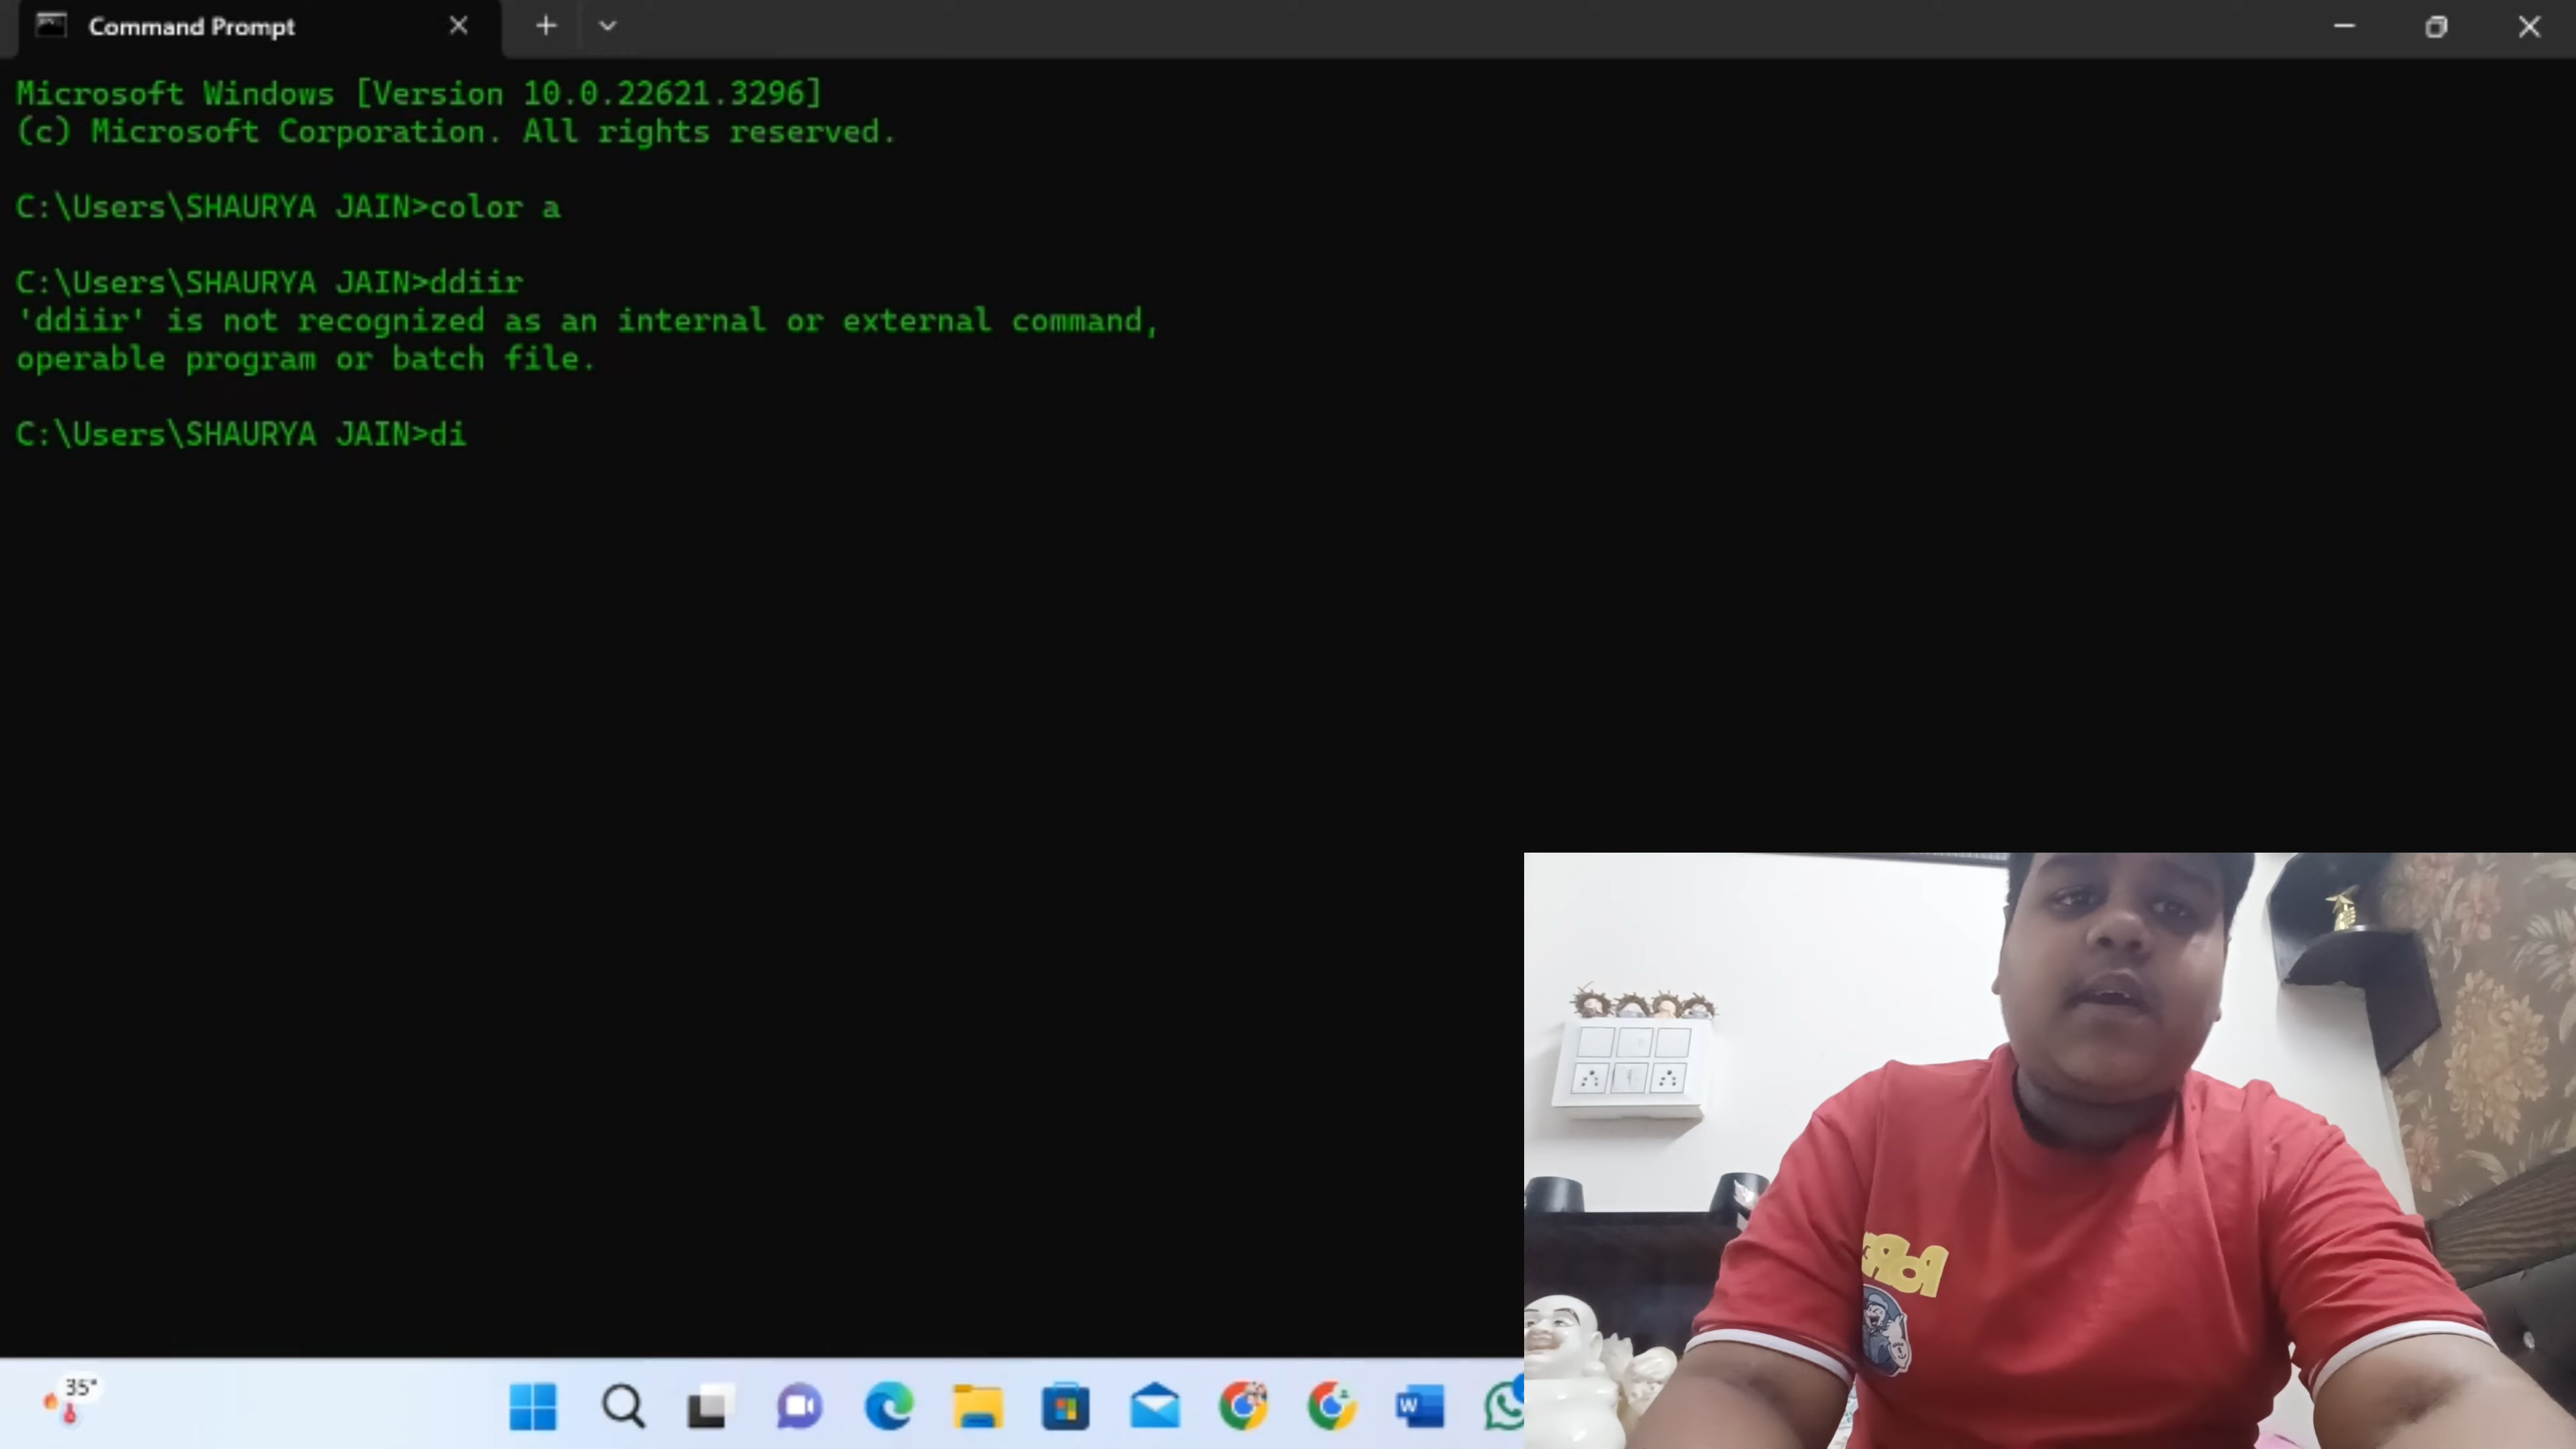 Command Prompt
Microsoft Windows [Version 10.0.22621.3296]
(c) Microsoft Corporation. All rights reserved.
C:\Users\SHAURYA JAIN>color a
C:\Users\SHAURYA JAIN>ddiir
'ddiir' is not recognized as an internal or external command,
operable program or batch file.
C:\Users\SHAURYA JAIN>di
35°
W